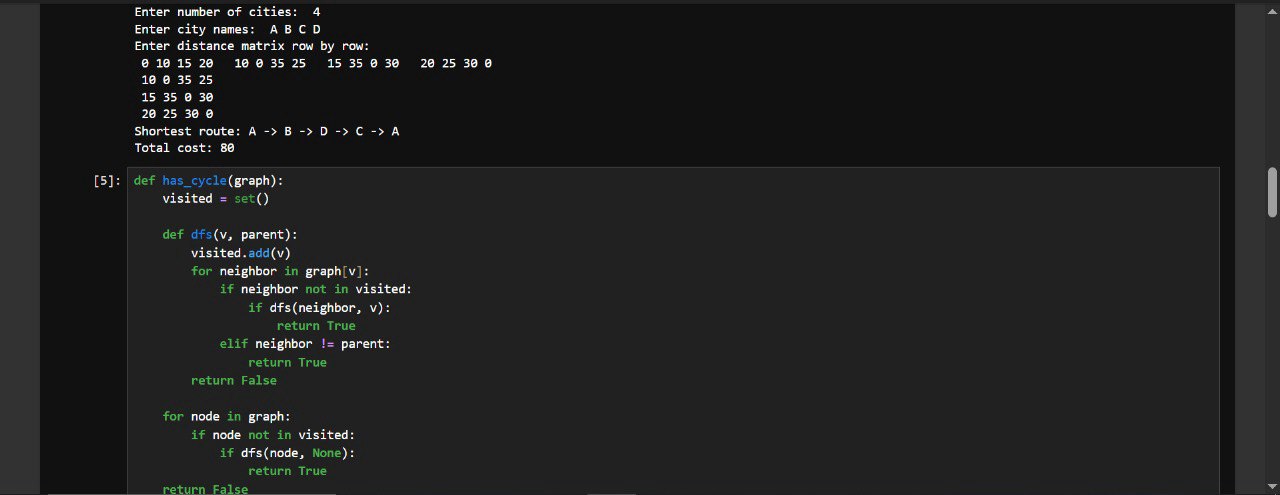 Enter number of cities:  4
Enter city names:  A B C D
Enter distance matrix row by row:
 0 10 15 20   10 0 35 25   15 35 0 30   20 25 30 0
 10 0 35 25
 15 35 0 30
 20 25 30 0
Shortest route: A -> B -> D -> C -> A
Total cost: 80
[5]: def has_cycle(graph):
    visited = set()
    def dfs(v, parent):
        visited.add(v)
        for neighbor in graph[v]:
            if neighbor not in visited:
                if dfs(neighbor, v):
                    return True
            elif neighbor != parent:
                return True
        return False
    for node in graph:
        if node not in visited:
            if dfs(node, None):
                return True
    return False